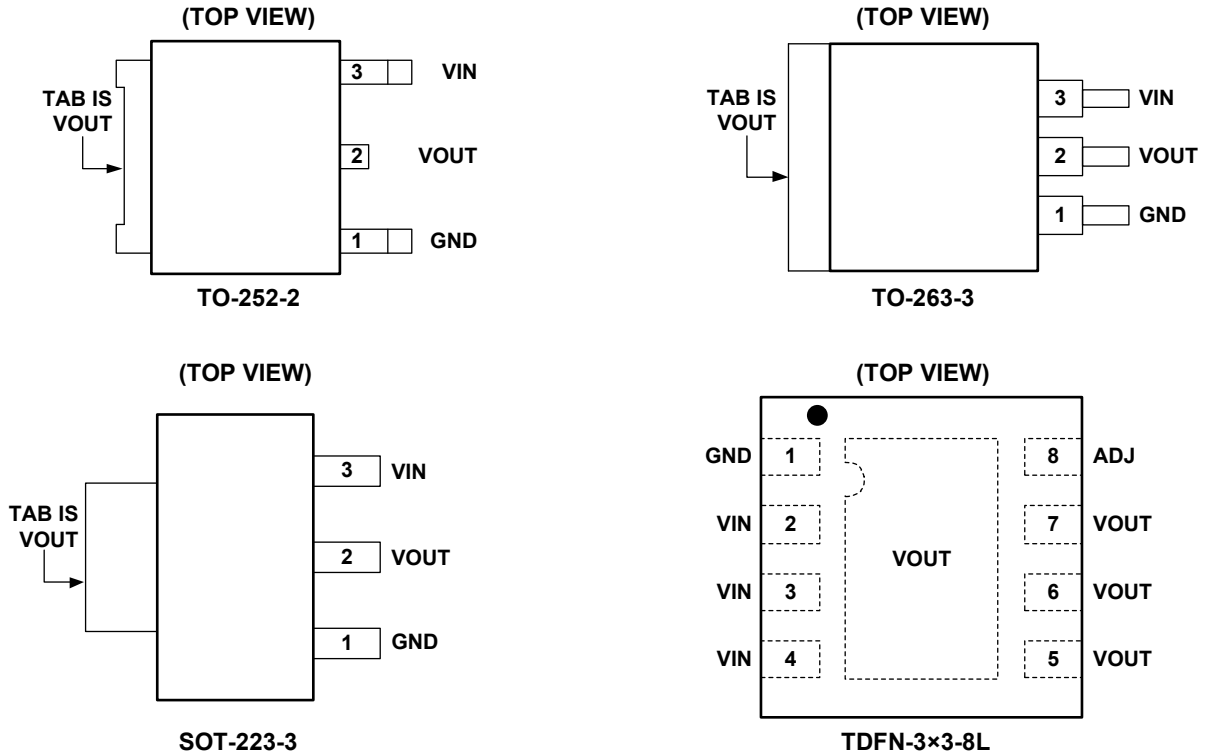 (TOP VIEW)
TAB IS
VOUT
3 VIN
2 VOUT
1 GND
TO-252-2
(TOP VIEW)
TAB IS
VOUT
3 VIN
2 VOUT
1 GND
TO-263-3
(TOP VIEW)
TAB IS
VOUT
3 VIN
2 VOUT
1 GND
SOT-223-3
(TOP VIEW)
GND 1 8 ADJ
VIN 2 7 VOUT
VOUT
VIN 3 6 VOUT
VIN 4 5 VOUT
TDFN-3×3-8L